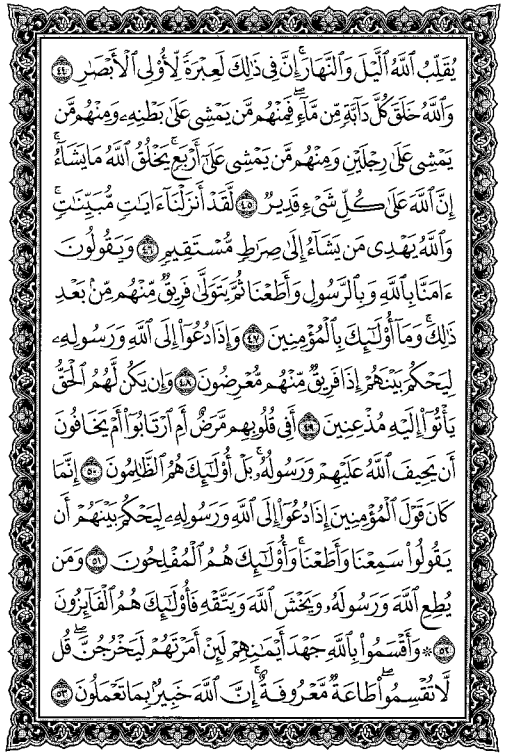 يُقَلِّبُ ٱللَّهُ ٱلَّيْلَ وَٱلنَّهَارَۚ إِنَّ فِى ذَٰلِكَ لَعِبْرَةً لِّأُو۟لِى ٱلْأَبْصَٰرِ ٤٤
وَٱللَّهُ خَلَقَ كُلَّ دَآبَّةٍ مِّن مَّآءٍۖ فَمِنْهُم مَّن يَمْشِى عَلَىٰ بَطْنِهِۦ وَمِنْهُم مَّن
يَمْشِى عَلَىٰ رِجْلَيْنِ وَمِنْهُم مَّن يَمْشِى عَلَىٰٓ أَرْبَعٍۚ يَخْلُقُ ٱللَّهُ مَا يَشَآءُۚ
إِنَّ ٱللَّهَ عَلَىٰ كُلِّ شَىْءٍ قَدِيرٌ ٤٥ لَّقَدْ أَنزَلْنَآ ءَايَٰتٍ مُّبَيِّنَٰتٍۚ
وَٱللَّهُ يَهْدِى مَن يَشَآءُ إِلَىٰ صِرَٰطٍ مُّسْتَقِيمٍ ٤٦ وَيَقُولُونَ
ءَامَنَّا بِٱللَّهِ وَبِٱلرَّسُولِ وَأَطَعْنَا ثُمَّ يَتَوَلَّىٰ فَرِيقٌ مِّنْهُم مِّنۢ بَعْدِ
ذَٰلِكَۚ وَمَآ أُو۟لَٰٓئِكَ بِٱلْمُؤْمِنِينَ ٤٧ وَإِذَا دُعُوٓا۟ إِلَى ٱللَّهِ وَرَسُولِهِۦ
لِيَحْكُمَ بَيْنَهُمْ إِذَا فَرِيقٌ مِّنْهُم مُّعْرِضُونَ ٤٨ وَإِن يَكُن لَّهُمُ ٱلْحَقُّ
يَأْتُوٓا۟ إِلَيْهِ مُذْعِنِينَ ٤٩ أَفِى قُلُوبِهِم مَّرَضٌ أَمِ ٱرْتَابُوٓا۟ أَمْ يَخَافُونَ
أَن يَحِيفَ ٱللَّهُ عَلَيْهِمْ وَرَسُولُهُۥۚ بَلْ أُو۟لَٰٓئِكَ هُمُ ٱلظَّٰلِمُونَ ٥٠ إِنَّمَا
كَانَ قَوْلَ ٱلْمُؤْمِنِينَ إِذَا دُعُوٓا۟ إِلَى ٱللَّهِ وَرَسُولِهِۦ لِيَحْكُمَ بَيْنَهُمْ أَن
يَقُولُوا۟ سَمِعْنَا وَأَطَعْنَاۚ وَأُو۟لَٰٓئِكَ هُمُ ٱلْمُفْلِحُونَ ٥١ وَمَن
يُطِعِ ٱللَّهَ وَرَسُولَهُۥ وَيَخْشَ ٱللَّهَ وَيَتَّقْهِ فَأُو۟لَٰٓئِكَ هُمُ ٱلْفَآئِزُونَ
٥٢ ۞ وَأَقْسَمُوا۟ بِٱللَّهِ جَهْدَ أَيْمَٰنِهِمْ لَئِنْ أَمَرْتَهُمْ لَيَخْرُجُنَّۖ قُل
لَّا تُقْسِمُوا۟ۖ طَاعَةٌ مَّعْرُوفَةٌۚ إِنَّ ٱللَّهَ خَبِيرٌۢ بِمَا تَعْمَلُونَ ٥٣